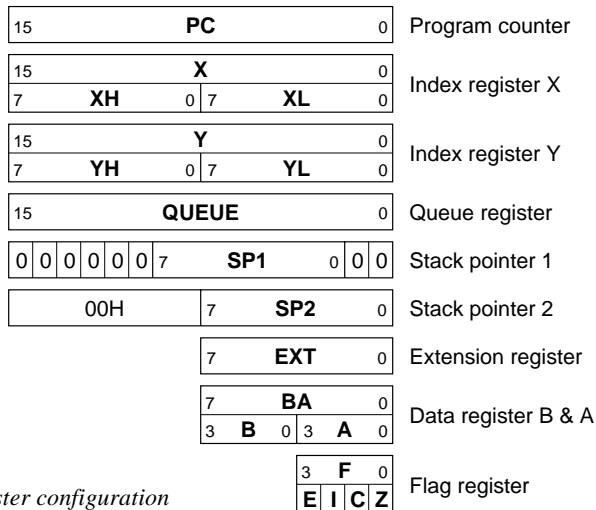 15 PC 0 Program counter
15 X 0
Index register X
7 XH 0 7 XL 0
15 Y 0
Index register Y
7 YH 0 7 YL 0
15 QUEUE 0 Queue register
0 0 0 0 0 0 7 SP1 0 0 0 Stack pointer 1
00H 7 SP2 0 Stack pointer 2
7 EXT 0 Extension register
7 BA 0
Data register B & A
3 B 0 3 A 0
3 F 0
Flag register
E I C Z
ster configuration